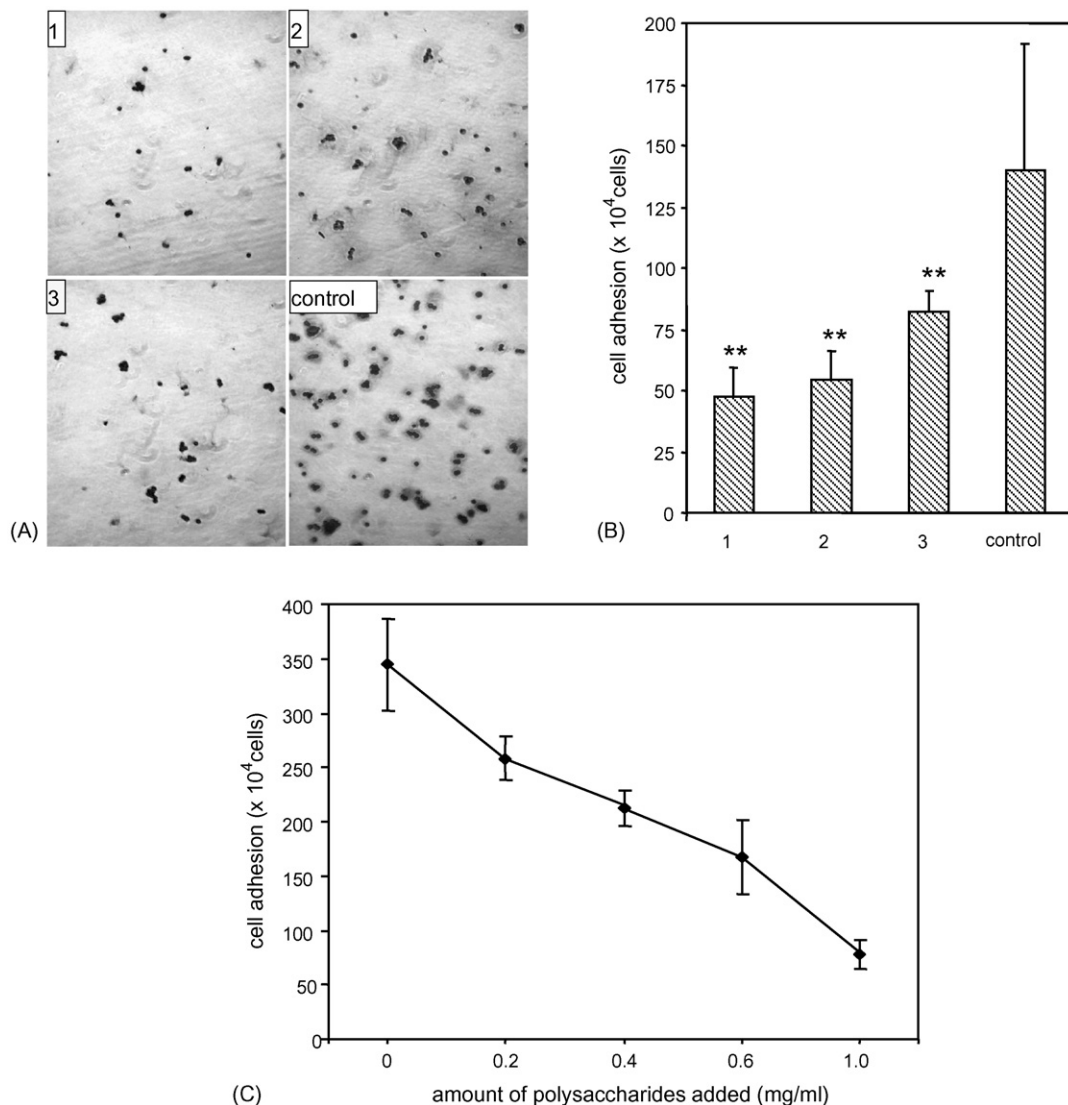 1
2
3
control
(A)
200
175
150
125
100
75
50
25
0
cell adhesion (x 10⁴cells)
**
**
**
1 2 3 control
(B)
400
350
300
250
200
150
100
50
0
cell adhesion (x 10⁴cells)
0 0.2 0.4 0.6 1.0
amount of polysaccharides added (mg/ml)
(C)